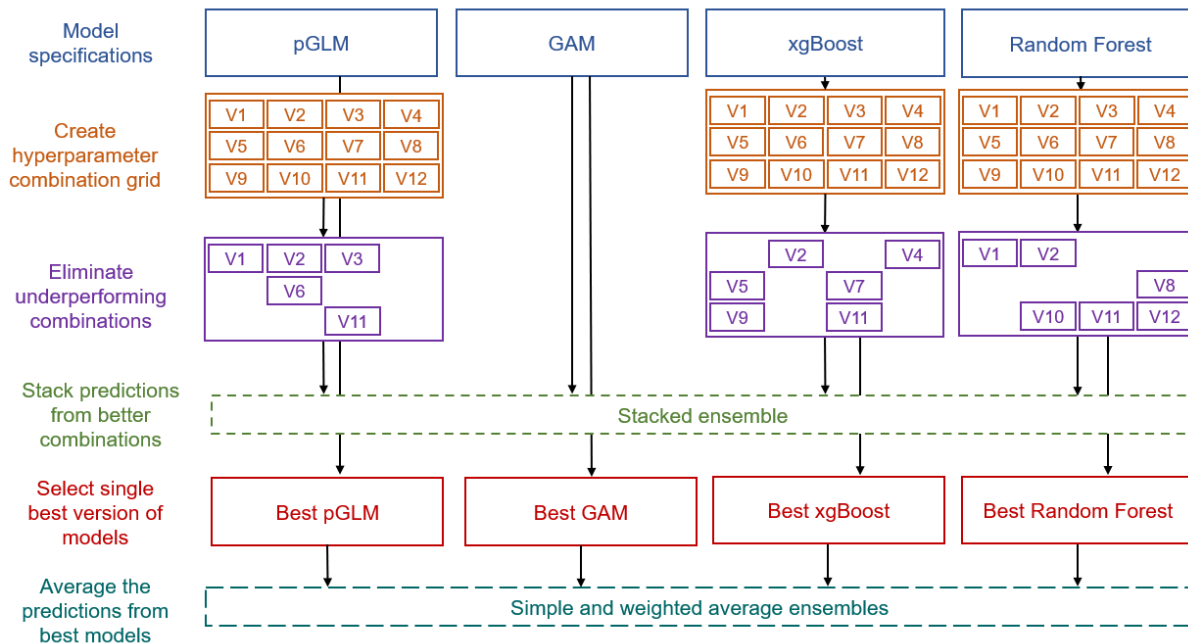 Model
specifications
pGLM
GAM
xgBoost
Random Forest
Create
hyperparameter
combination grid
V1 V2 V3 V4
V5 V6 V7 V8
V9 V10 V11 V12
V1 V2 V3 V4
V5 V6 V7 V8
V9 V10 V11 V12
V1 V2 V3 V4
V5 V6 V7 V8
V9 V10 V11 V12
Eliminate
underperforming
combinations
V1 V2 V3
V6
V11
V2 V4
V5 V7
V9 V11
V1 V2
V8
V10 V11 V12
Stack predictions
from better
combinations
Stacked ensemble
Select single
best version of
models
Best pGLM
Best GAM
Best xgBoost
Best Random Forest
Average the
predictions from
best models
Simple and weighted average ensembles